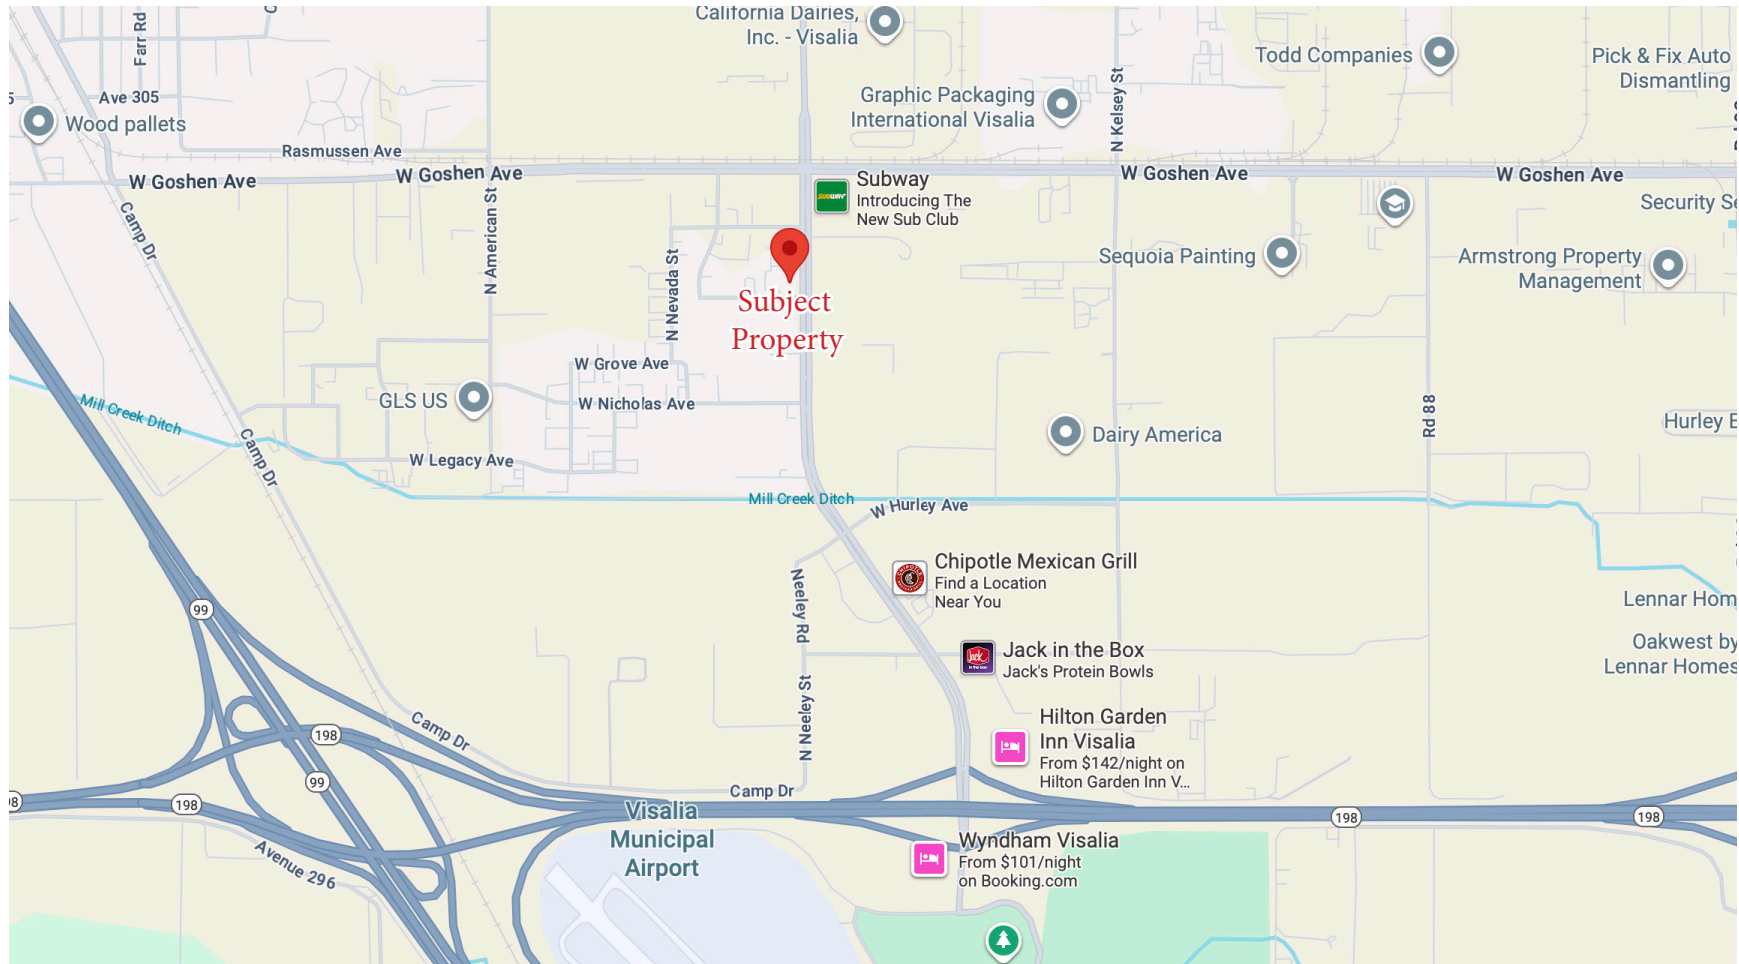 California Dairies,
Inc. - Visalia
Farr Rd
Todd Companies
Pick & Fix Auto
Dismantling
Ave 305
Wood pallets
Graphic Packaging
International Visalia
N Kelsey St
Rasmussen Ave
W Goshen Ave
W Goshen Ave
W Goshen Ave
W Goshen Ave
Subway
Introducing The
New Sub Club
SUBWAY
Camp Dr
N American St
N Nevada St
Security Se
Sequoia Painting
Armstrong Property
Management
Subject
Property
W Grove Ave
W Nicholas Ave
GLS US
Mill Creek Ditch
Camp Dr
W Legacy Ave
Dairy America
Rd 88
Hurley E
Mill Creek Ditch
W Hurley Ave
Chipotle Mexican Grill
Find a Location
Near You
CHIPOTLE
Neeley Rd
99
Lennar Hom
Oakwest by
Lennar Homes
Jack in the Box
Jack's Protein Bowls
Jack
N Neeley St
Hilton Garden
Inn Visalia
From $142/night on
Hilton Garden Inn V...
Camp Dr
198
99
Camp Dr
198
198
198
98
Visalia
Municipal
Airport
Avenue 296
Wyndham Visalia
From $101/night
on Booking.com